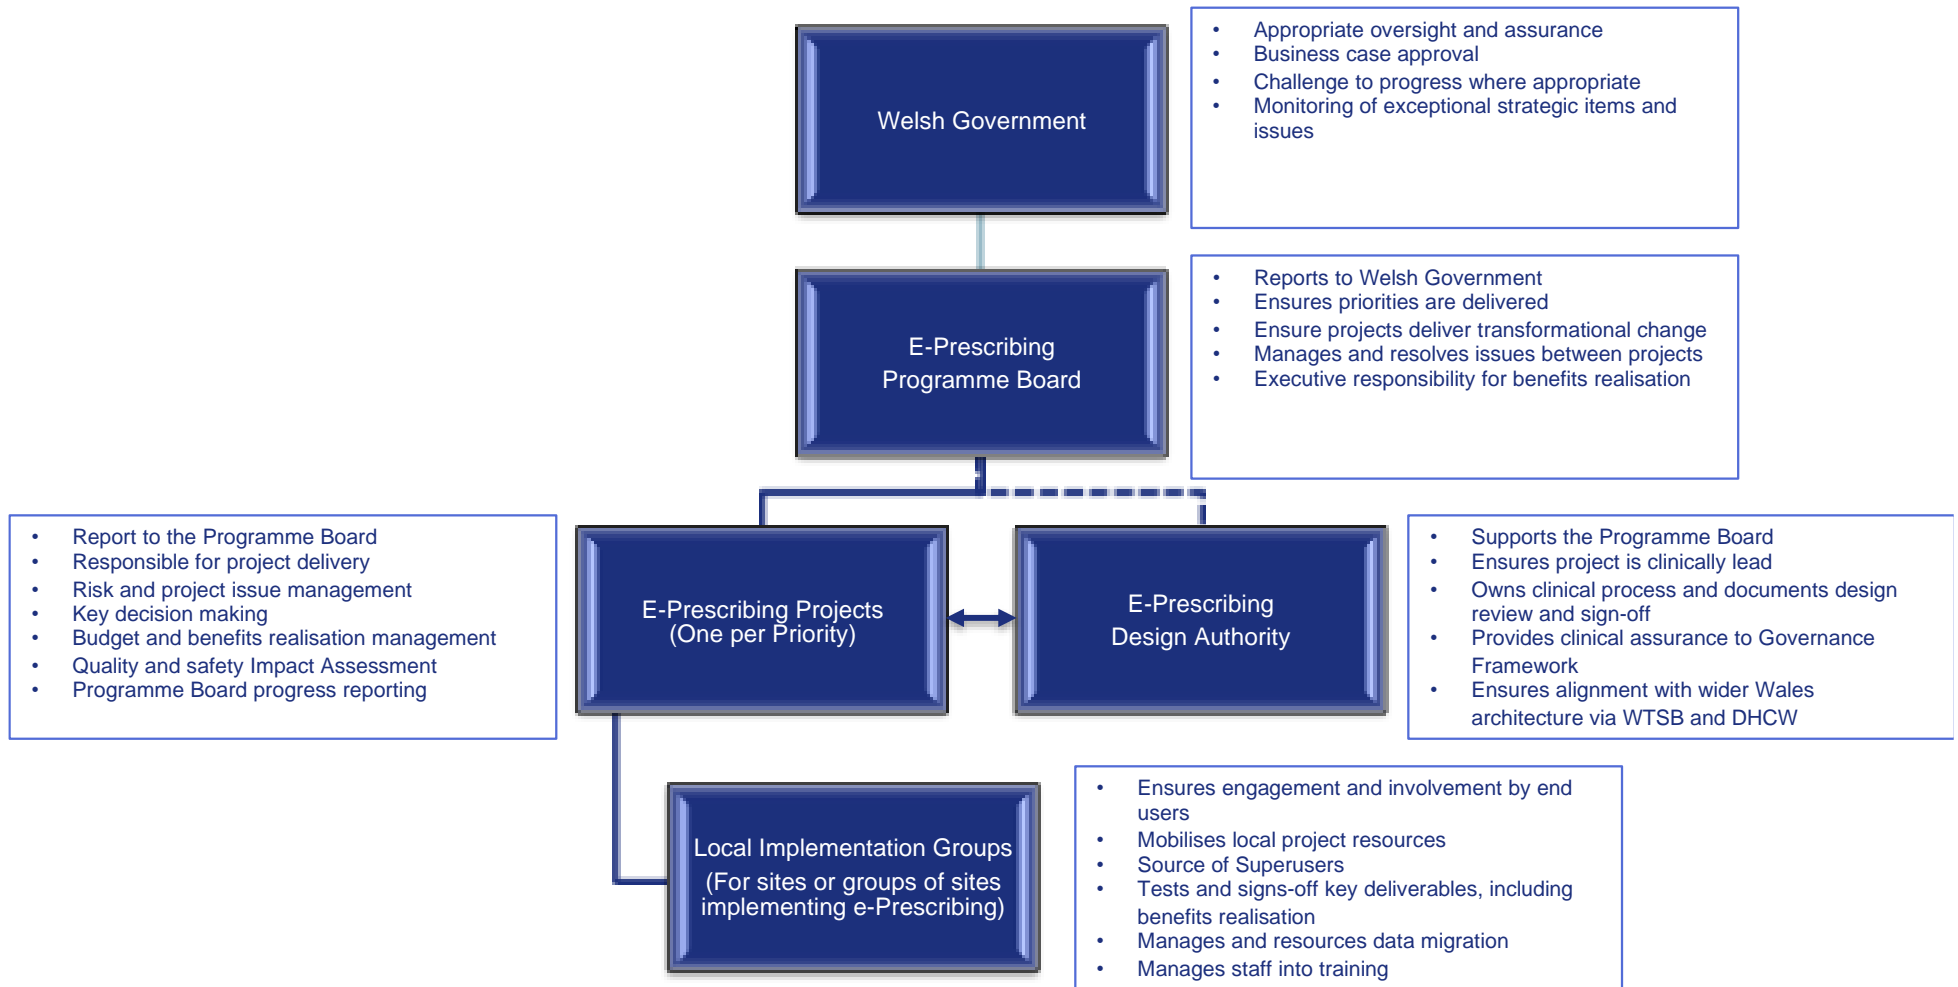 Welsh Government
• Appropriate oversight and assurance
• Business case approval
• Challenge to progress where appropriate
• Monitoring of exceptional strategic items and
issues
E-Prescribing
Programme Board
• Reports to Welsh Government
• Ensures priorities are delivered
• Ensure projects deliver transformational change
• Manages and resolves issues between projects
• Executive responsibility for benefits realisation
• Report to the Programme Board
• Responsible for project delivery
• Risk and project issue management
• Key decision making
• Budget and benefits realisation management
• Quality and safety Impact Assessment
• Programme Board progress reporting
E-Prescribing Projects
(One per Priority)
E-Prescribing
Design Authority
• Supports the Programme Board
• Ensures project is clinically lead
• Owns clinical process and documents design
review and sign-off
• Provides clinical assurance to Governance
Framework
• Ensures alignment with wider Wales
architecture via WTSB and DHCW
Local Implementation Groups
(For sites or groups of sites
implementing e-Prescribing)
• Ensures engagement and involvement by end
users
• Mobilises local project resources
• Source of Superusers
• Tests and signs-off key deliverables, including
benefits realisation
• Manages and resources data migration
• Manages staff into training